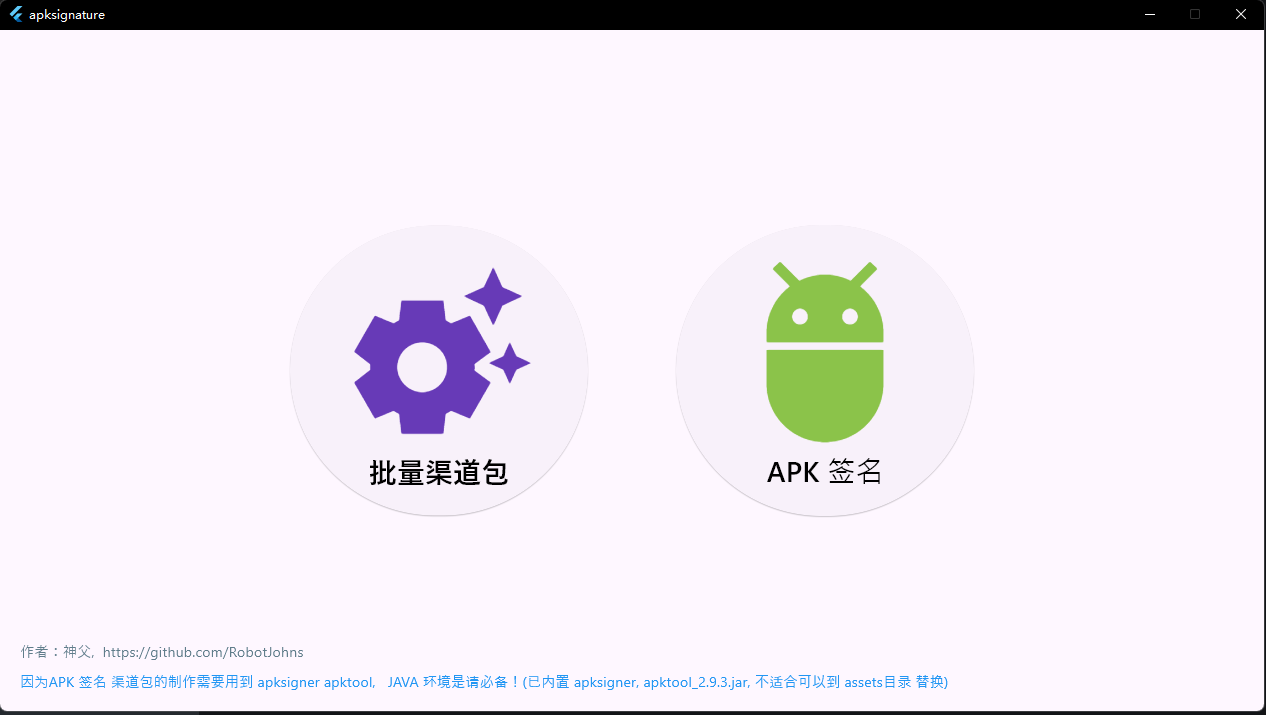 apksignature
批量渠道包
APK 签名
作者：神父, https://github.com/RobotJohns
因为APK 签名 渠道包的制作需要用到 apksigner apktool, JAVA 环境是请必备！(已内置 apksigner, apktool_2.9.3.jar, 不适合可以到 assets目录 替换)